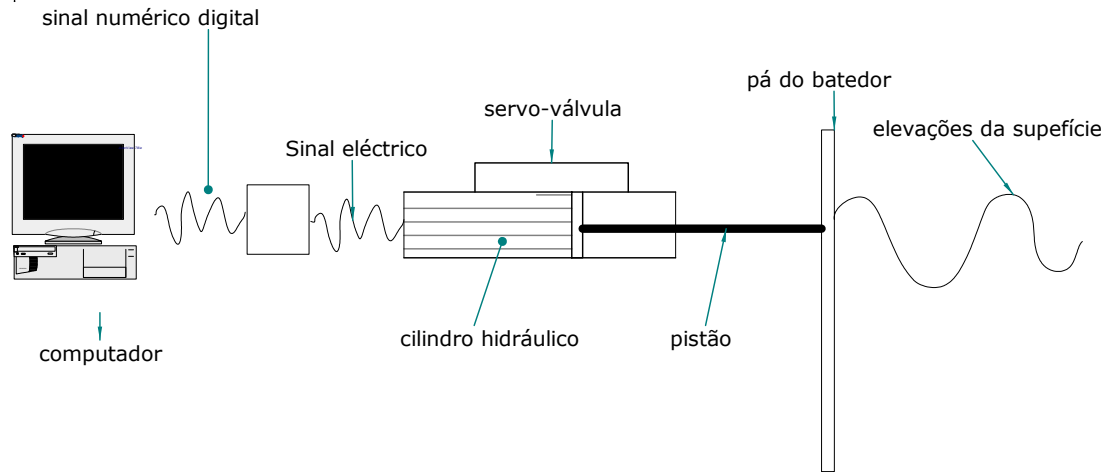 sinal numérico digital
pá do batedor
servo-válvula
elevações da supefície
Sinal eléctrico
cilindro hidráulico
pistão
computador